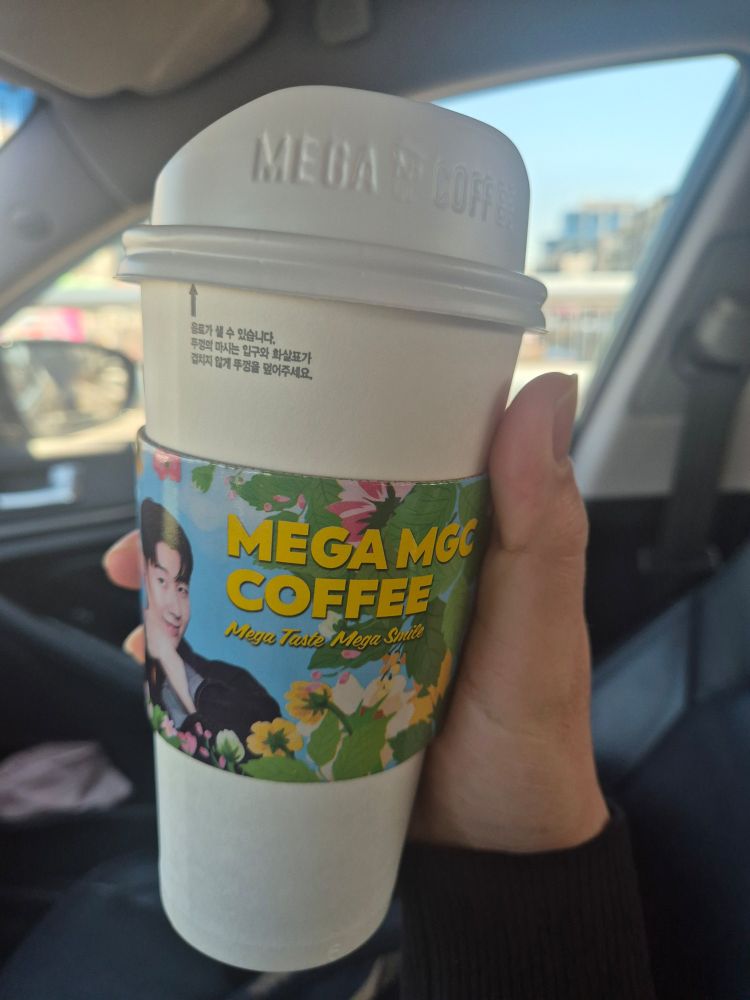 MEGA MGC COFFEE
음료가 샐 수 있습니다.
뚜껑의 마시는 입구와 화살표가
겹치지 않게 뚜껑을 덮어주세요.
MEGA MGC
COFFEE
Mega Taste Mega Smile